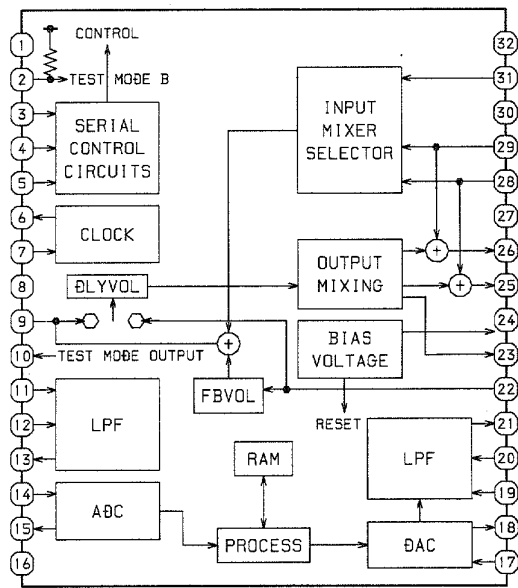 1
CONTROL
32
2
TEST MODE B
31
3
SERIAL
CONTROL
CIRCUITS
INPUT
MIXER
SELECTOR
30
4
29
5
28
6
CLOCK
27
7
26
8
DLYVOL
OUTPUT
MIXING
25
9
BIAS
VOLTAGE
24
10
TEST MODE OUTPUT
+
+
+
23
11
LPF
FBVOL
22
12
RESET
21
13
RAM
LPF
20
14
ADC
19
15
PROCESS
DAC
18
16
17